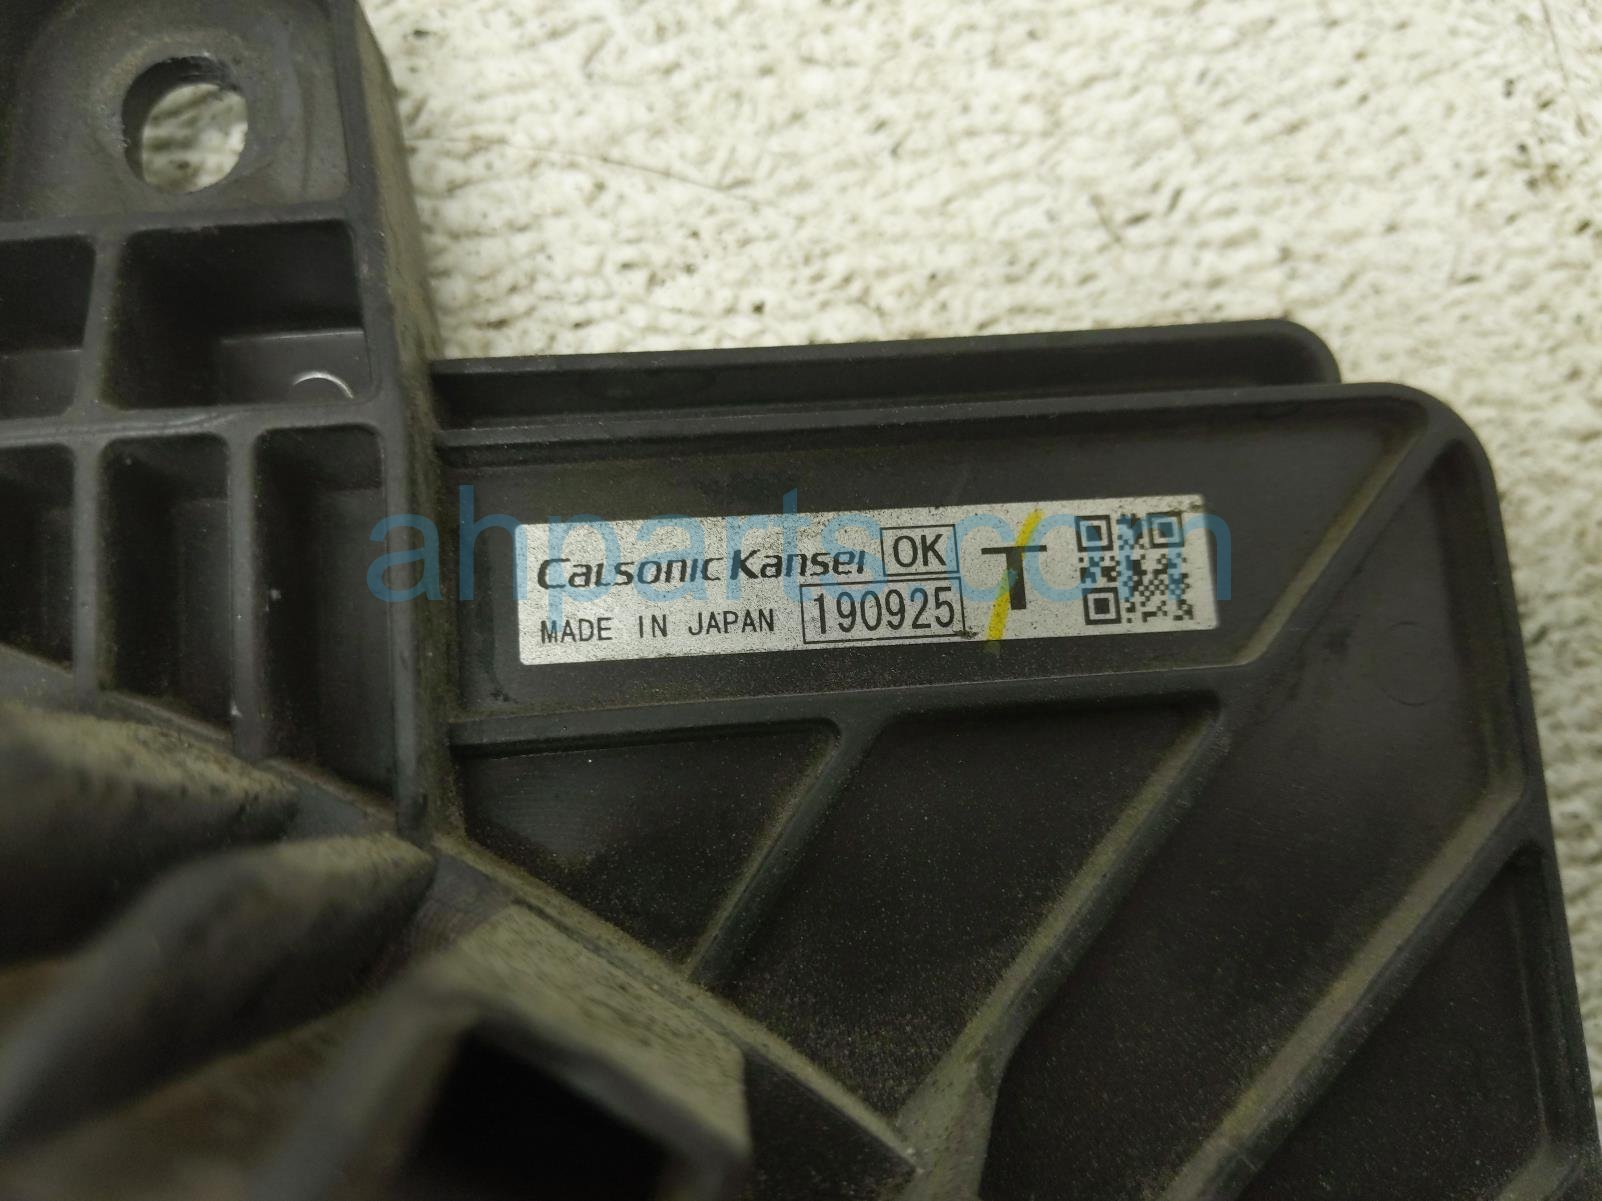 CalsonicKansei OK
MADE IN JAPAN 190925
T
ahparts.com